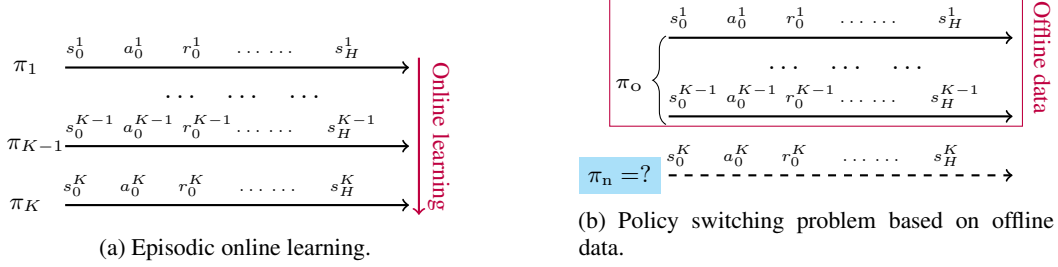 s_0^1 a_0^1 r_0^1 … … s_H^1
π_1
… … …
s_0^{K−1} a_0^{K−1} r_0^{K−1} … … s_H^{K−1}
π_{K−1}
s_0^K a_0^K r_0^K … … s_H^K
π_K
Online learning
(a) Episodic online learning.
s_0^1 a_0^1 r_0^1 … … s_H^1
… … …
π_o
s_0^{K−1} a_0^{K−1} r_0^{K−1} … … s_H^{K−1}
Offline data
s_0^K a_0^K r_0^K … … s_H^K
π_n =?
(b) Policy switching problem based on offline
data.